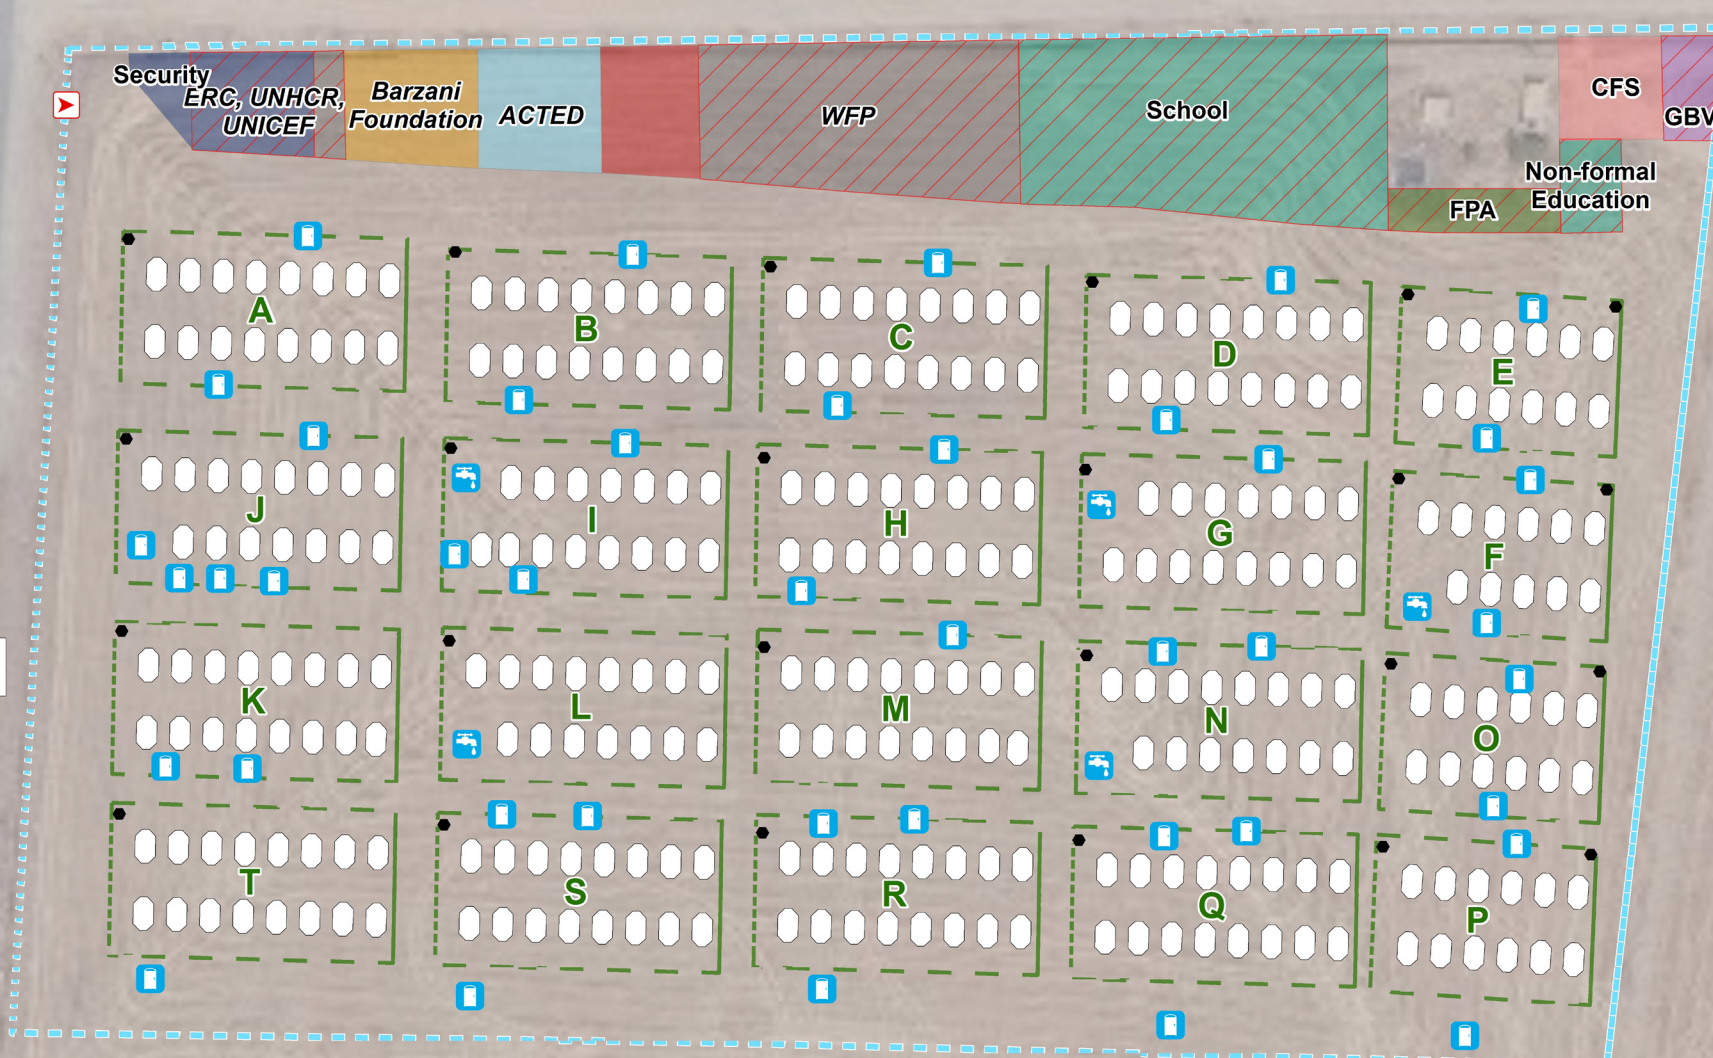 Security
ERC, UNHCR,
UNICEF
Barzani
Foundation
ACTED
WFP
School
CFS
GBV
Non-formal
Education
FPA
A
B
C
D
E
J
I
H
G
F
K
L
M
N
O
T
S
R
Q
P